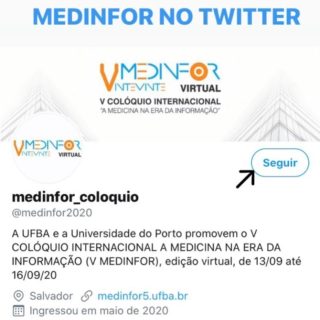 MEDINFOR NO TWITTER
V MEDINFOR
VINTEVINTE VIRTUAL
V COLÓQUIO INTERNACIONAL
"A MEDICINA NA ERA DA INFORMAÇÃO"
V MEDINFOR
VINTEVINTE VIRTUAL
Seguir
medinfor_coloquio
@medinfor2020
A UFBA e a Universidade do Porto promovem o V
COLÓQUIO INTERNACIONAL A MEDICINA NA ERA DA
INFORMAÇÃO (V MEDINFOR), edição virtual, de 13/09 até
16/09/20
Salvador medinfor5.ufba.br
Ingressou em maio de 2020